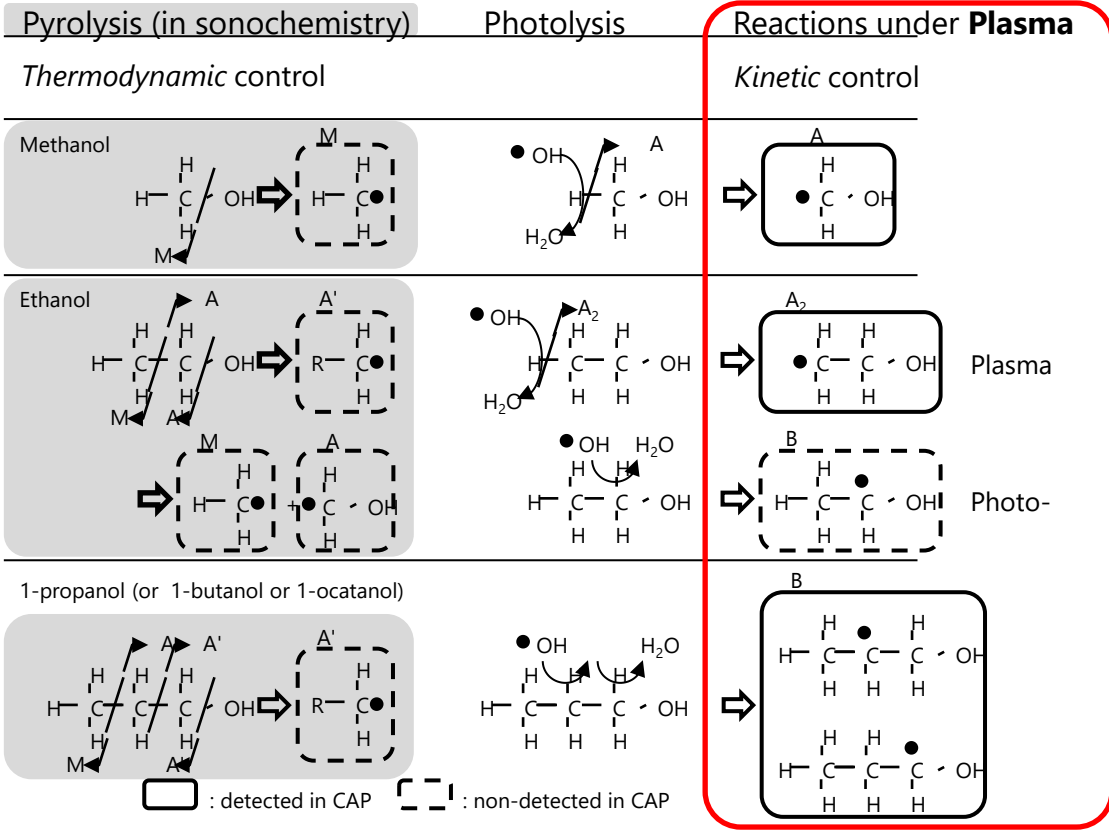 Pyrolysis (in sonochemistry) Photolysis Reactions under Plasma
Thermodynamic control Kinetic control
Methanol M A A
● OH
H H H
H C OH H C● H C OH ● C OH
H H H H
M H2O
Ethanol A A' A2 A2
● OH
H H H H H H H
H C C OH R C● H C C OH ● C C OH Plasma
H H H H H H H
M A' H2O
M A ● OH H2O B
H H H H H ●
H C● + ● C OH H C C OH H C C OH Photo-
H H H H H H
1-propanol (or 1-butanol or 1-ocatanol) B
A A A' A' ● OH H2O H ● H
H H H H H H H H C C C OH
H C C C OH R C● H C C C OH H H H
H H H H H H H H H ●
M A' H C C C OH
: detected in CAP : non-detected in CAP H H H